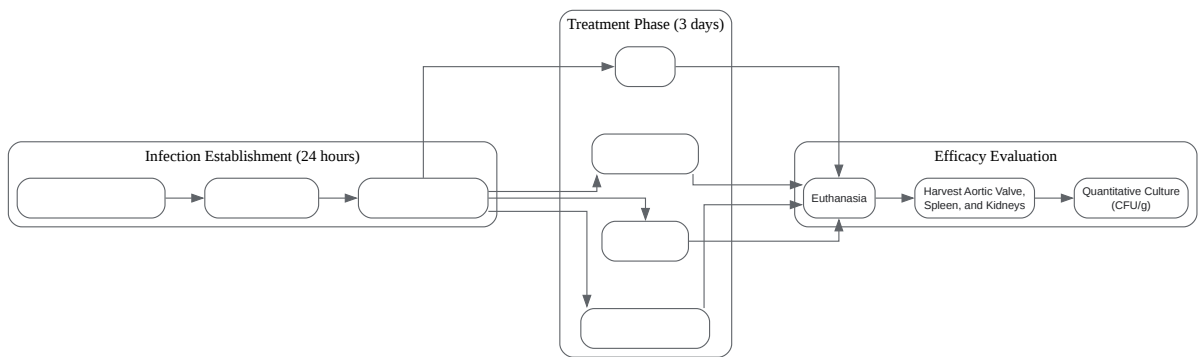 Treatment Phase (3 days)
Infection Establishment (24 hours)
Efficacy Evaluation
Euthanasia
Harvest Aortic Valve,
Spleen, and Kidneys
Quantitative Culture
(CFU/g)